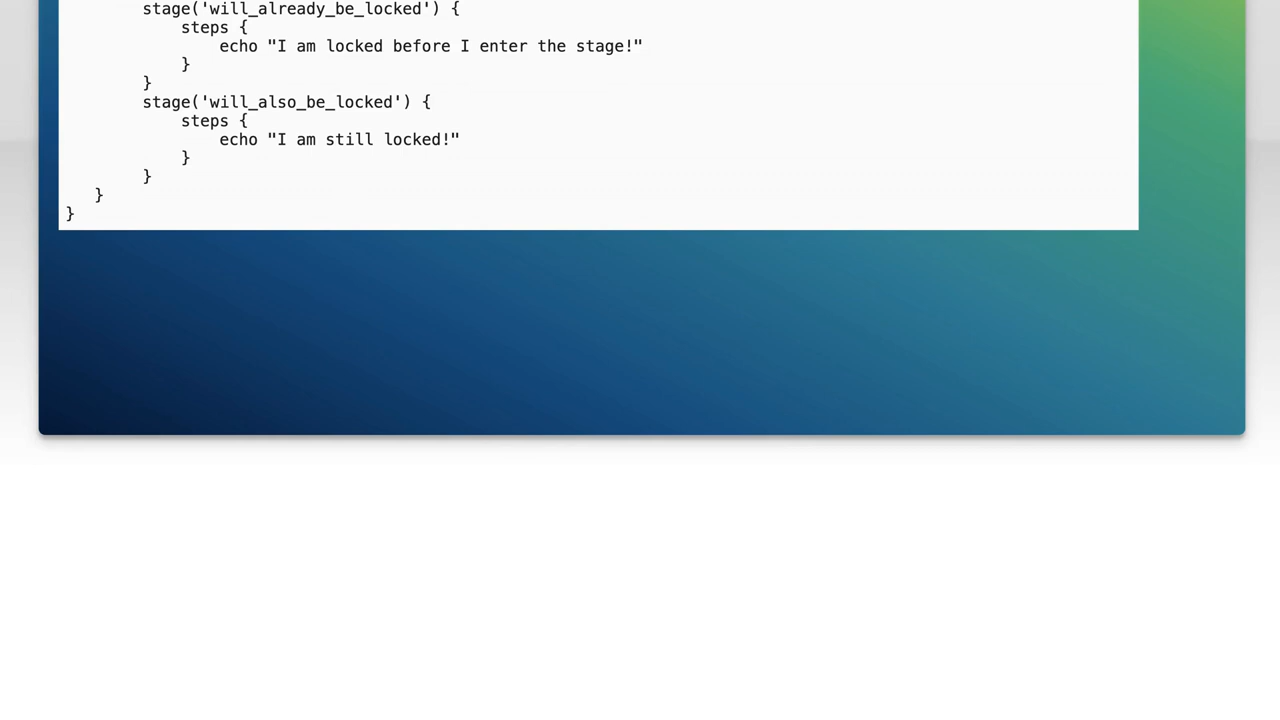 stage('will_already_be_locked') {
            steps {
                echo "I am locked before I enter the stage!"
            }
        }
        stage('will_also_be_locked') {
            steps {
                echo "I am still locked!"
            }
        }
   }
}